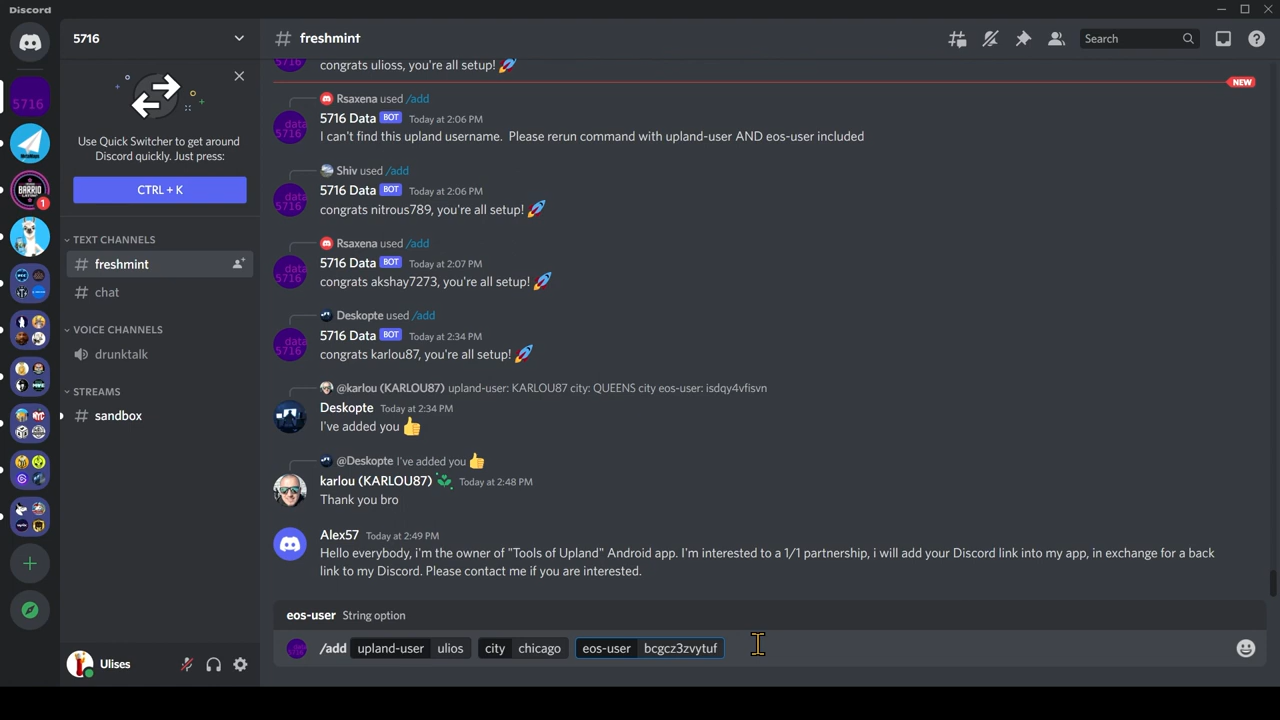 Discord
5716
# freshmint
Search
congrats ulioss, you're all setup! 🚀
NEW
Use Quick Switcher to get around
Discord quickly. Just press:
CTRL + K
TEXT CHANNELS
# freshmint
# chat
VOICE CHANNELS
drunktalk
STREAMS
# sandbox
Ulises
5716
BARRIO
1
Rsaxena used /add
5716 Data BOT Today at 2:06 PM
I can't find this upland username. Please rerun command with upland-user AND eos-user included
Shiv used /add
5716 Data BOT Today at 2:06 PM
congrats nitrous789, you're all setup! 🚀
Rsaxena used /add
5716 Data BOT Today at 2:07 PM
congrats akshay7273, you're all setup! 🚀
Deskopte used /add
5716 Data BOT Today at 2:34 PM
congrats karlou87, you're all setup! 🚀
@karlou (KARLOU87) upland-user: KARLOU87 city: QUEENS city eos-user: isdqy4vfisvn
Deskopte Today at 2:34 PM
I've added you 👍
@Deskopte I've added you 👍
karlou (KARLOU87) Today at 2:48 PM
Thank you bro
Alex57 Today at 2:49 PM
Hello everybody, i'm the owner of "Tools of Upland" Android app. I'm interested to a 1/1 partnership, i will add your Discord link into my app, in exchange for a back
link to my Discord. Please contact me if you are interested.
eos-user String option
/add upland-user ulios city chicago eos-user bcgcz3zvytuf